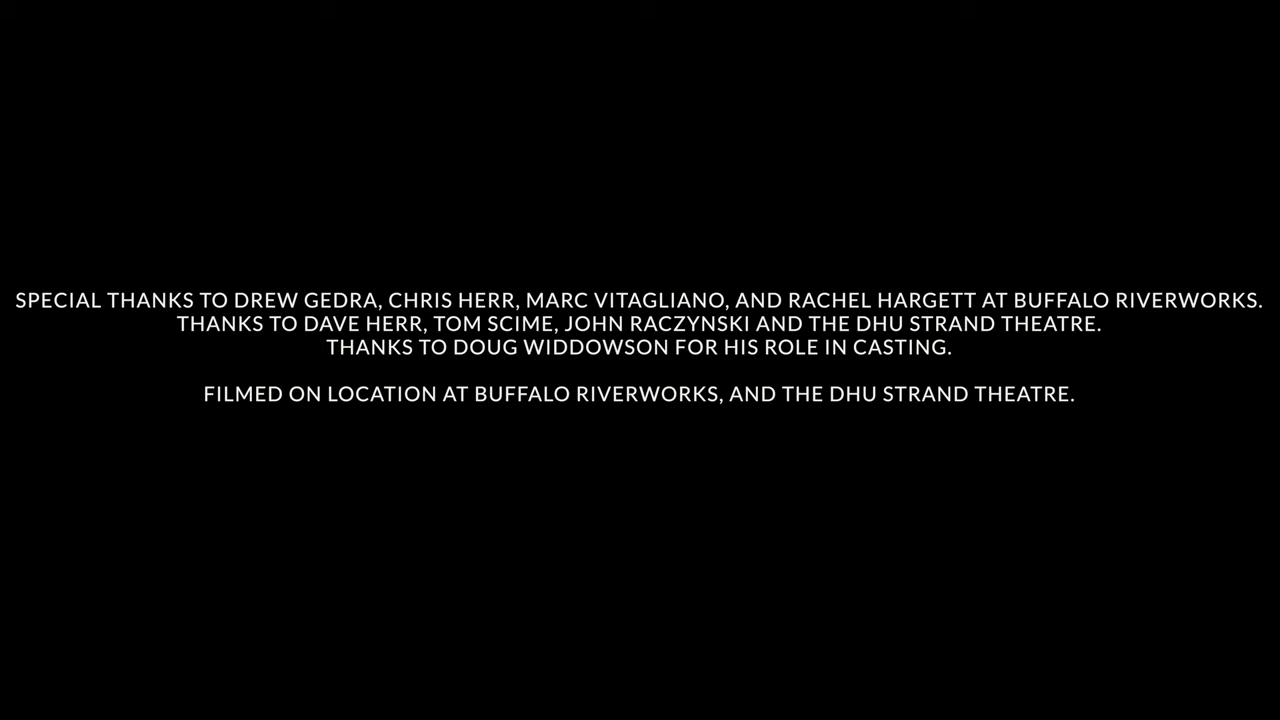 SPECIAL THANKS TO DREW GEDRA, CHRIS HERR, MARC VITAGLIANO, AND RACHEL HARGETT AT BUFFALO RIVERWORKS.
THANKS TO DAVE HERR, TOM SCIME, JOHN RACZYNSKI AND THE DHU STRAND THEATRE.
THANKS TO DOUG WIDDOWSON FOR HIS ROLE IN CASTING.
FILMED ON LOCATION AT BUFFALO RIVERWORKS, AND THE DHU STRAND THEATRE.